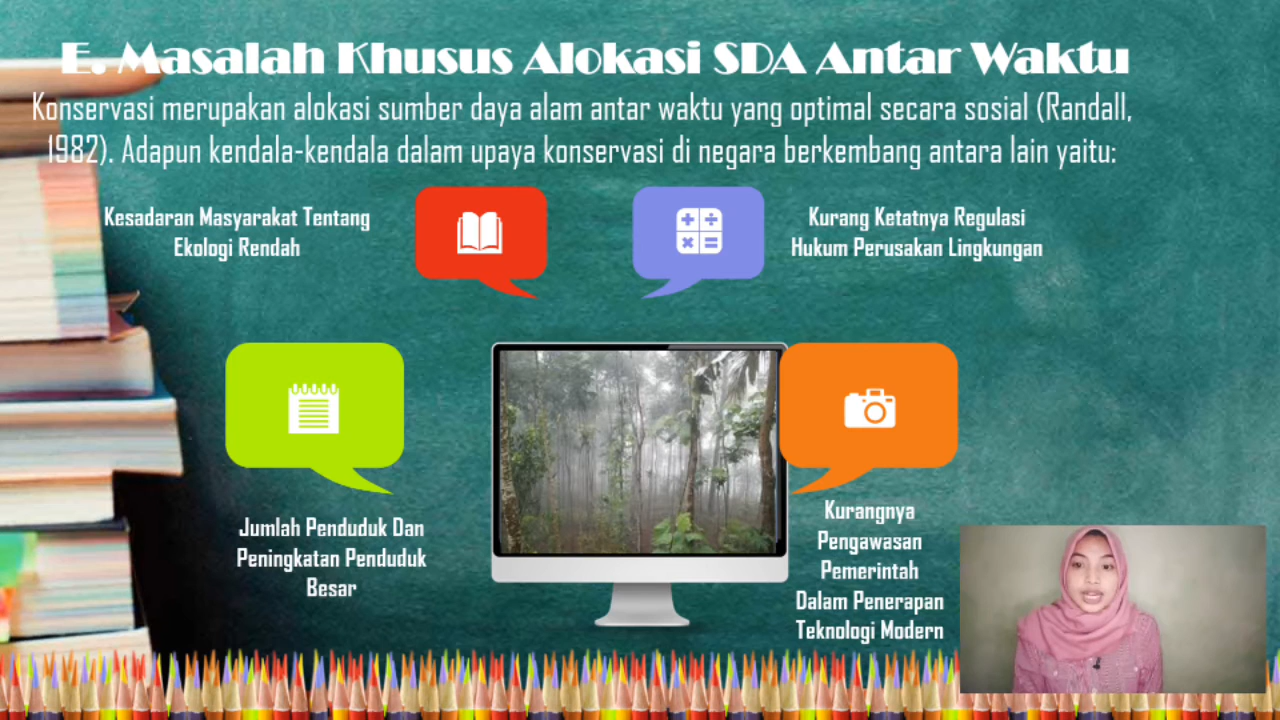 E. Masalah Khusus Alokasi SDA Antar Waktu
Konservasi merupakan alokasi sumber daya alam antar waktu yang optimal secara sosial (Randall,
1982). Adapun kendala-kendala dalam upaya konservasi di negara berkembang antara lain yaitu:
Kesadaran Masyarakat Tentang
Ekologi Rendah
Kurang Ketatnya Regulasi
Hukum Perusakan Lingkungan
Jumlah Penduduk Dan
Peningkatan Penduduk
Besar
Kurangnya
Pengawasan
Pemerintah
Dalam Penerapan
Teknologi Modern